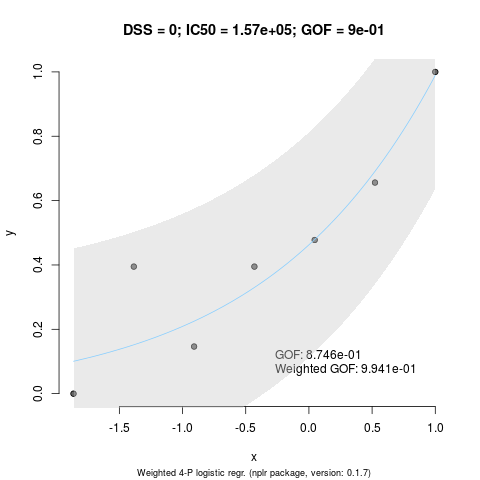 DSS = 0; IC50 = 1.57e+05; GOF = 9e-01
1.0
0.8
0.6
y
0.4
0.2
0.0
GOF: 8.746e-01
Weighted GOF: 9.941e-01
-1.5 -1.0 -0.5 0.0 0.5 1.0
x
Weighted 4-P logistic regr. (nplr package, version: 0.1.7)